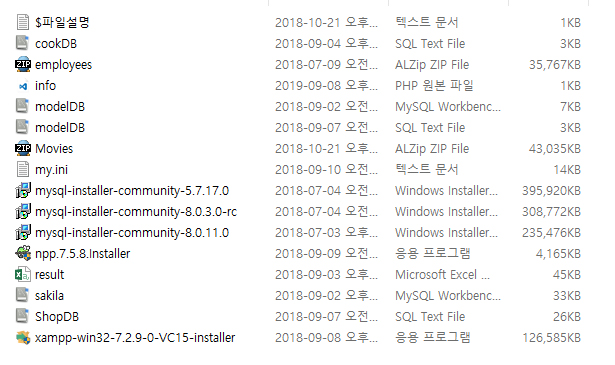 $파일설명 2018-10-21 오후... 텍스트 문서 1KB
cookDB 2018-09-04 오후... SQL Text File 3KB
employees 2018-07-09 오전... ALZip ZIP File 35,767KB
info 2019-09-08 오후... PHP 원본 파일 1KB
modelDB 2018-09-02 오후... MySQL Workbenc... 7KB
modelDB 2018-09-07 오전... SQL Text File 3KB
Movies 2018-10-21 오후... ALZip ZIP File 43,035KB
my.ini 2018-09-10 오전... 텍스트 문서 14KB
mysql-installer-community-5.7.17.0 2018-07-04 오전... Windows Installer... 395,920KB
mysql-installer-community-8.0.3.0-rc 2018-07-04 오후... Windows Installer... 308,772KB
mysql-installer-community-8.0.11.0 2018-07-03 오후... Windows Installer... 235,476KB
npp.7.5.8.Installer 2018-09-09 오전... 응용 프로그램 4,165KB
result 2018-09-03 오후... Microsoft Excel ... 45KB
sakila 2018-09-02 오후... MySQL Workbenc... 33KB
ShopDB 2018-09-07 오전... SQL Text File 26KB
xampp-win32-7.2.9-0-VC15-installer 2018-09-08 오후... 응용 프로그램 126,585KB